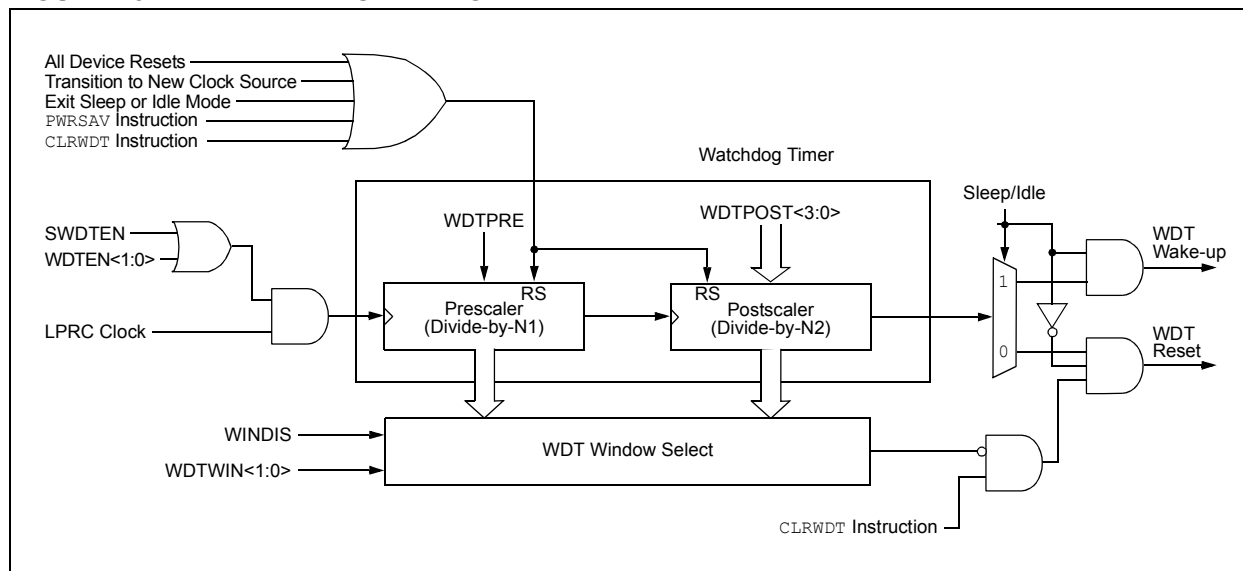 All Device Resets
Transition to New Clock Source
Exit Sleep or Idle Mode
PWRSAV Instruction
CLRWDT Instruction
Watchdog Timer
Sleep/Idle
WDTPRE
WDTPOST<3:0>
SWDTEN
WDTEN<1:0>
WDT
Wake-up
RS
RS
1
Prescaler
(Divide-by-N1)
Postscaler
(Divide-by-N2)
LPRC Clock
WDT
Reset
0
WINDIS
WDT Window Select
WDTWIN<1:0>
CLRWDT Instruction